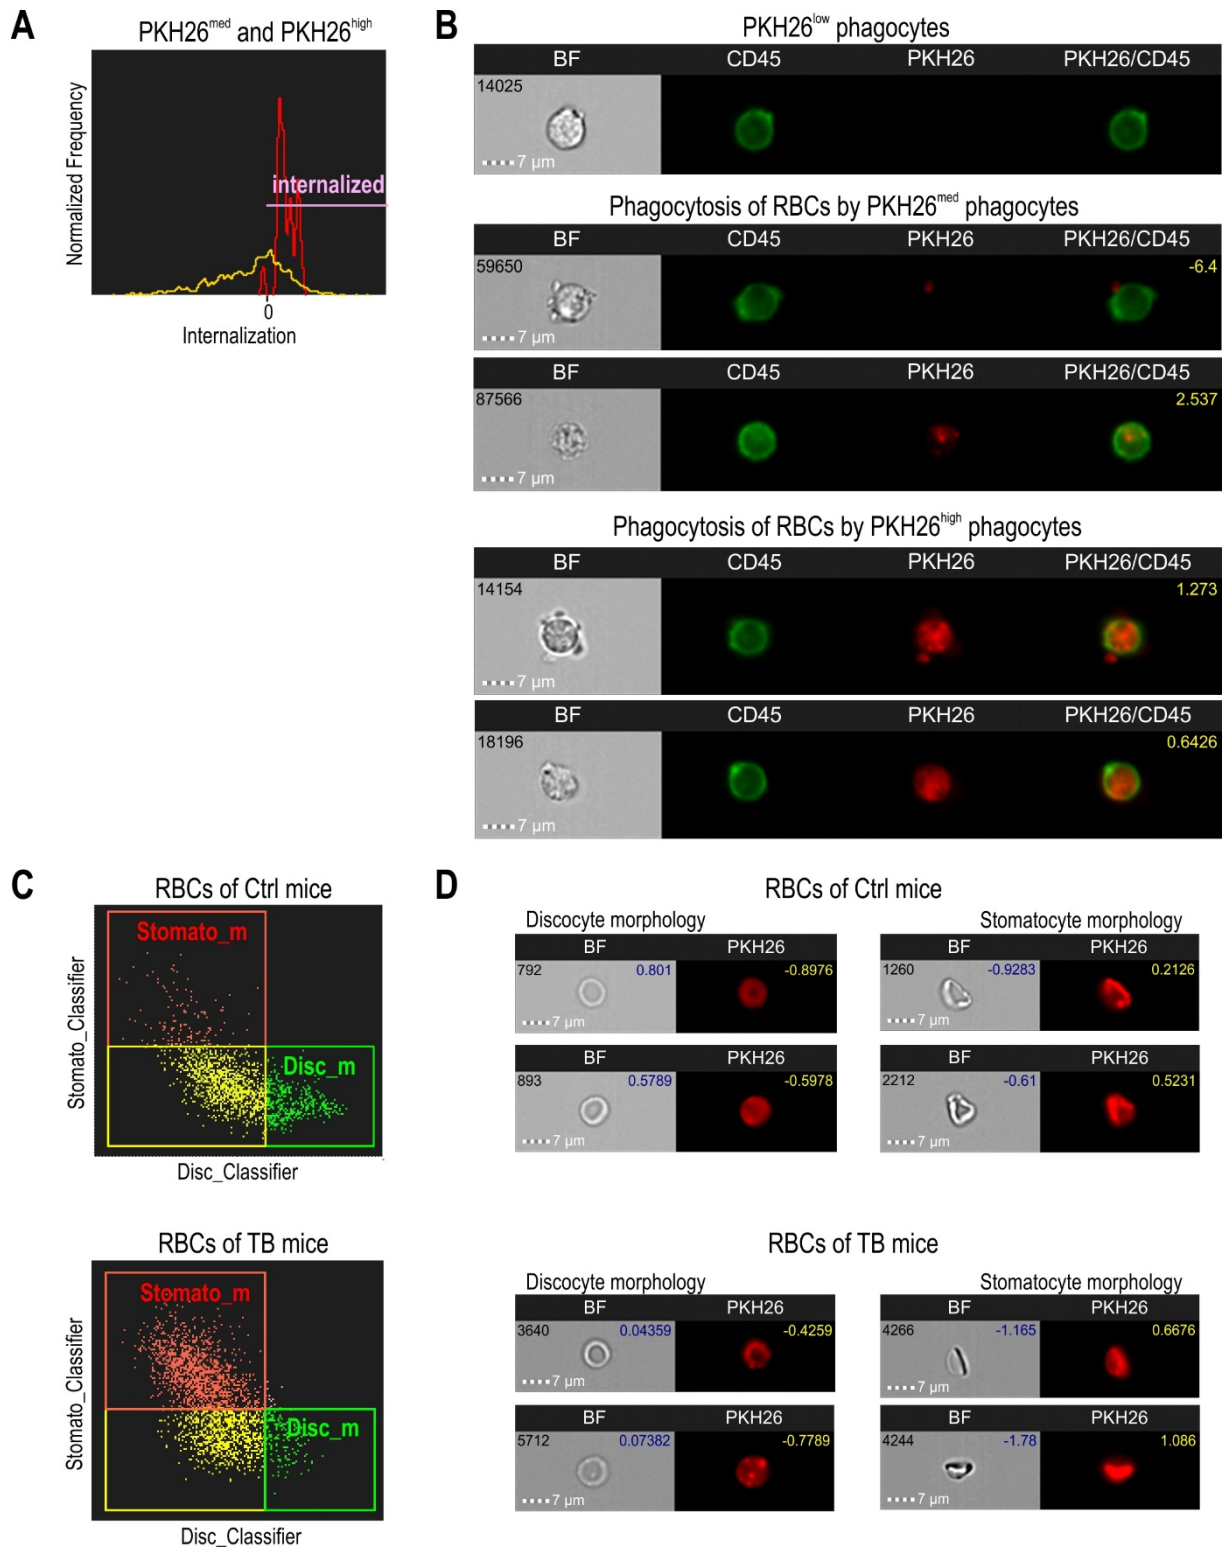 A
PKH26med and PKH26high
Normalized Frequency
internalized
0
Internalization
B
PKH26low phagocytes
BF CD45 PKH26 PKH26/CD45
14025
7 µm
Phagocytosis of RBCs by PKH26med phagocytes
BF CD45 PKH26 PKH26/CD45
59650 -6.4
7 µm
BF CD45 PKH26 PKH26/CD45
87566 2.537
7 µm
Phagocytosis of RBCs by PKH26high phagocytes
BF CD45 PKH26 PKH26/CD45
14154 1.273
7 µm
BF CD45 PKH26 PKH26/CD45
18196 0.6426
7 µm
C
RBCs of Ctrl mice
Stomato_m
Disc_m
Stomato_Classifier
Disc_Classifier
RBCs of TB mice
Stomato_m
Disc_m
Stomato_Classifier
Disc_Classifier
D
RBCs of Ctrl mice
Discocyte morphology
BF PKH26
792 0.801 -0.8976
7 µm
BF PKH26
893 0.5789 -0.5978
7 µm
Stomatocyte morphology
BF PKH26
1260 -0.9283 0.2126
7 µm
BF PKH26
2212 -0.61 0.5231
7 µm
RBCs of TB mice
Discocyte morphology
BF PKH26
3640 0.04359 -0.4259
7 µm
BF PKH26
5712 0.07382 -0.7789
7 µm
Stomatocyte morphology
BF PKH26
4266 -1.165 0.6676
7 µm
BF PKH26
4244 -1.78 1.086
7 µm